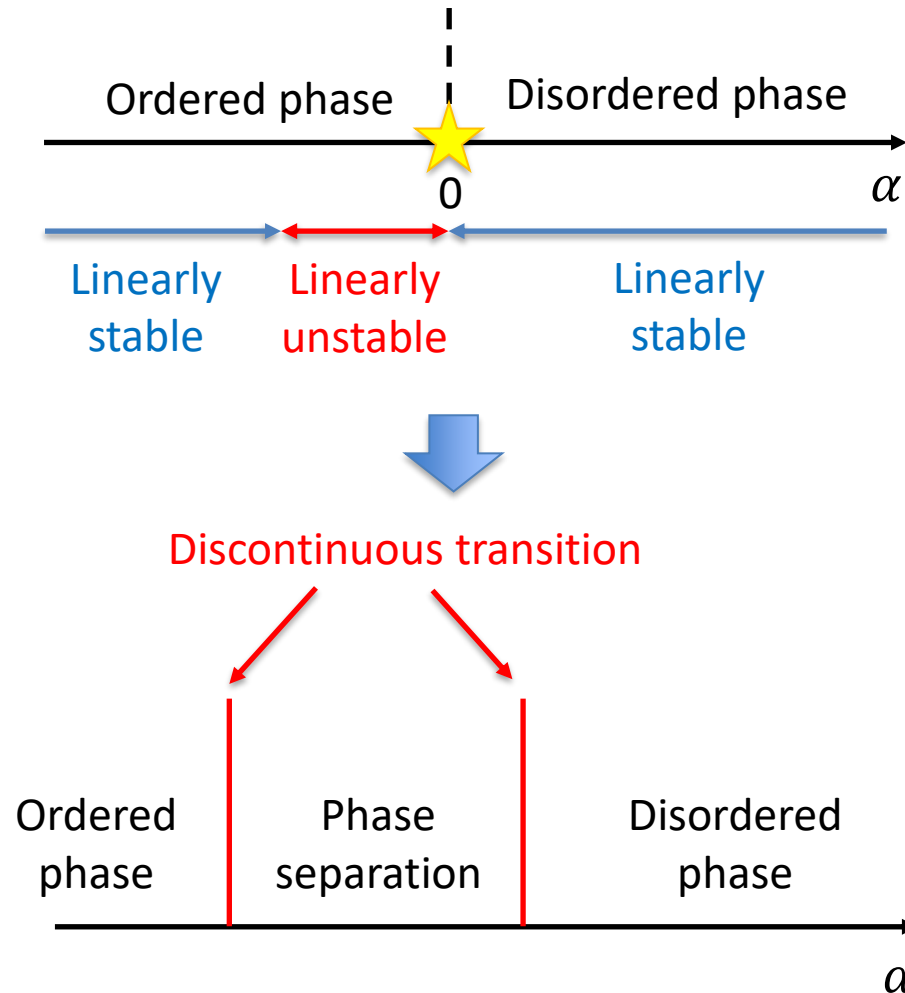 Ordered phase
Disordered phase
0
α
Linearly
stable
Linearly
unstable
Linearly
stable
Discontinuous transition
Ordered
phase
Phase
separation
Disordered
phase
α